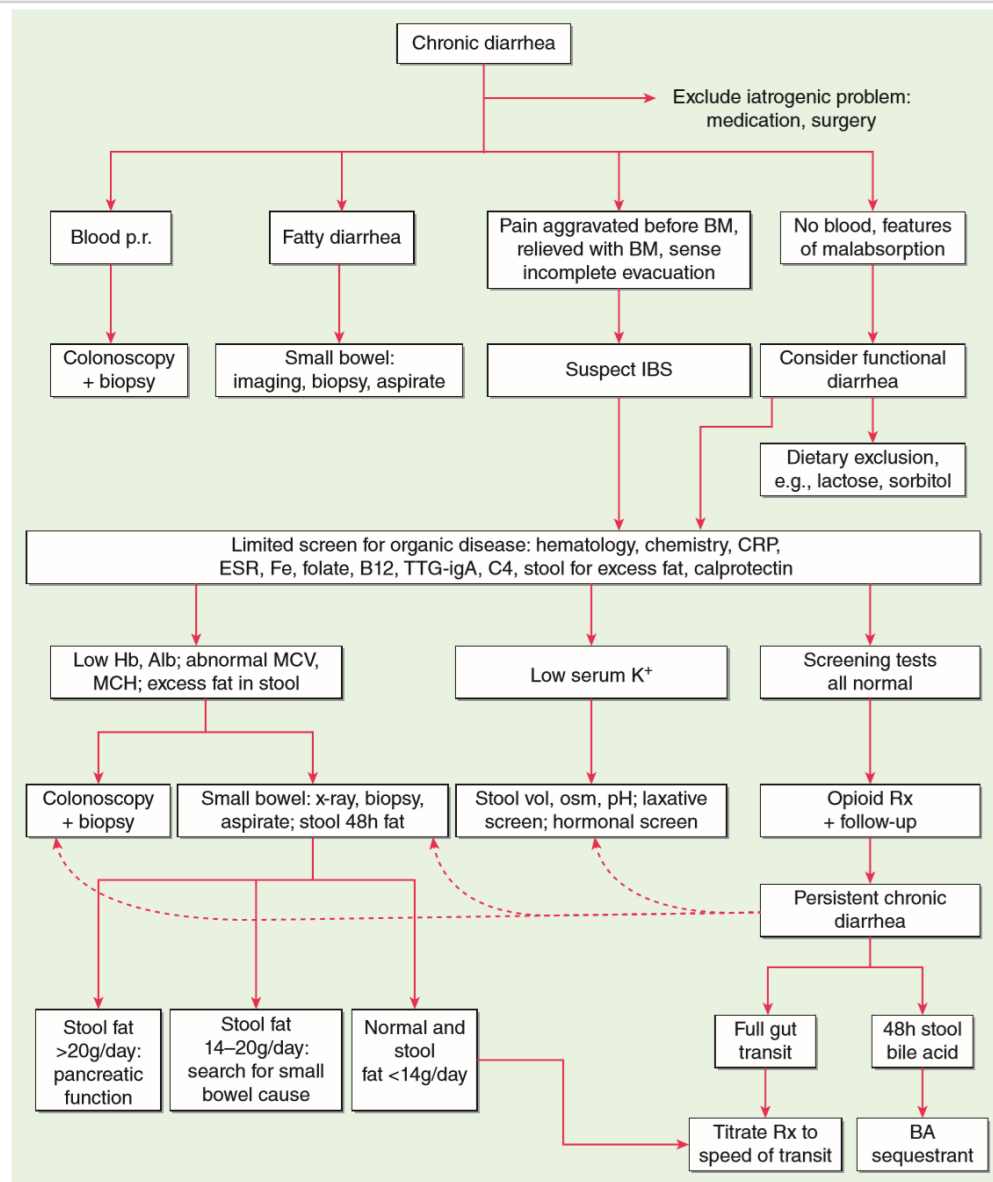 Chronic diarrhea
Exclude iatrogenic problem:
medication, surgery
Blood p.r.
Fatty diarrhea
Pain aggravated before BM,
relieved with BM, sense
incomplete evacuation
No blood, features
of malabsorption
Colonoscopy
+ biopsy
Small bowel:
imaging, biopsy, aspirate
Suspect IBS
Consider functional
diarrhea
Dietary exclusion,
e.g., lactose, sorbitol
Limited screen for organic disease: hematology, chemistry, CRP,
ESR, Fe, folate, B12, TTG-igA, C4, stool for excess fat, calprotectin
Low Hb, Alb; abnormal MCV,
MCH; excess fat in stool
Low serum K⁺
Screening tests
all normal
Colonoscopy
+ biopsy
Small bowel: x-ray, biopsy,
aspirate; stool 48h fat
Stool vol, osm, pH; laxative
screen; hormonal screen
Opioid Rx
+ follow-up
Persistent chronic
diarrhea
Stool fat
>20g/day:
pancreatic
function
Stool fat
14–20g/day:
search for small
bowel cause
Normal and
stool
fat <14g/day
Full gut
transit
48h stool
bile acid
Titrate Rx to
speed of transit
BA
sequestrant